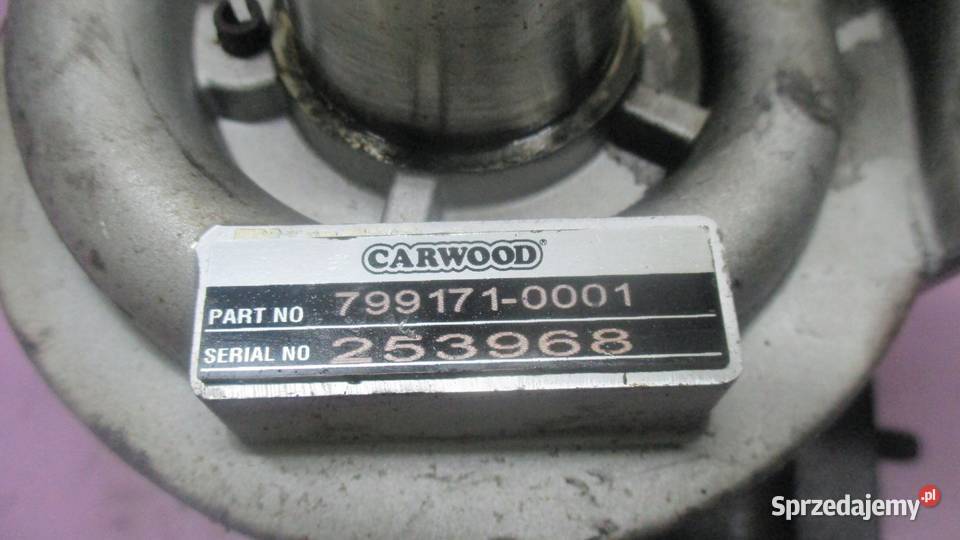 CARWOOD®
PART NO 799171-0001
SERIAL NO 253968
Sprzedajemy.pl